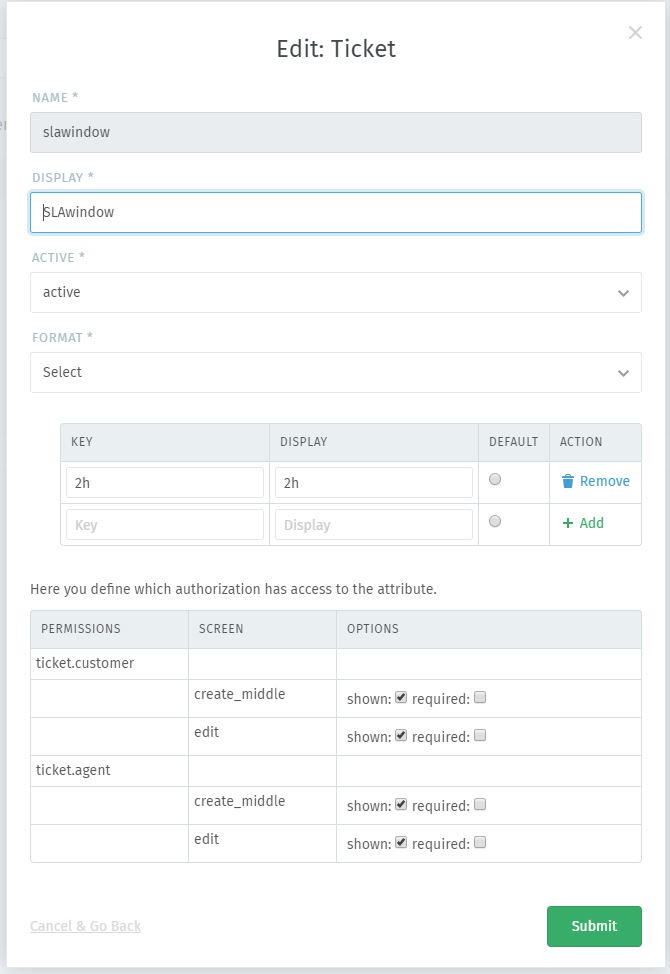 Edit: Ticket
NAME *
slawindow
DISPLAY *
SLAwindow
ACTIVE *
active
FORMAT *
Select
KEY DISPLAY DEFAULT ACTION
2h 2h Remove
Key Display + Add
Here you define which authorization has access to the attribute.
PERMISSIONS SCREEN OPTIONS
ticket.customer
create_middle shown: required:
edit shown: required:
ticket.agent
create_middle shown: required:
edit shown: required:
Cancel & Go Back Submit